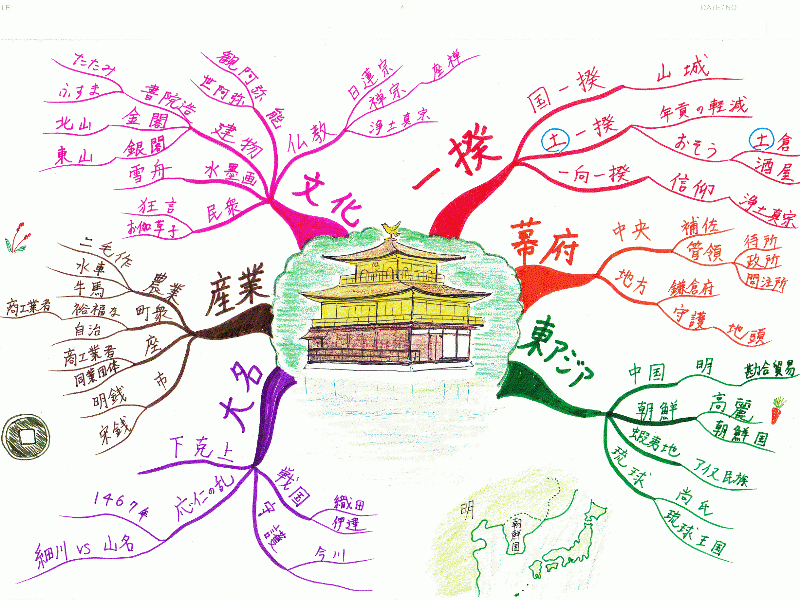 DATE/NO
一揆
国一揆
山城
土一揆
年貢の軽減
おそう
土倉
酒屋
一向一揆
信仰
浄土真宗
幕府
中央
補佐
管領
侍所
政所
問注所
地方
鎌倉府
守護
地頭
東アジア
中国
明
勘合貿易
朝鮮
高麗
朝鮮国
蝦夷地
アイヌ民族
琉球
尚氏
琉球王国
明
朝鮮国
大名
戦国
織田
伊達
守護
今川
応仁の乱
1467年
細川 vs 山名
下克上
産業
農業
二毛作
水車
牛馬
町衆
裕福な
商工業者
自治
座
商工業者
同業団体
市
明銭
宋銭
文化
民衆
狂言
お伽草子
水墨画
雪舟
建物
書院造
たたみ
ふすま
金閣
北山
銀閣
東山
能
観阿弥
世阿弥
仏教
日蓮宗
禅宗
座禅
浄土真宗